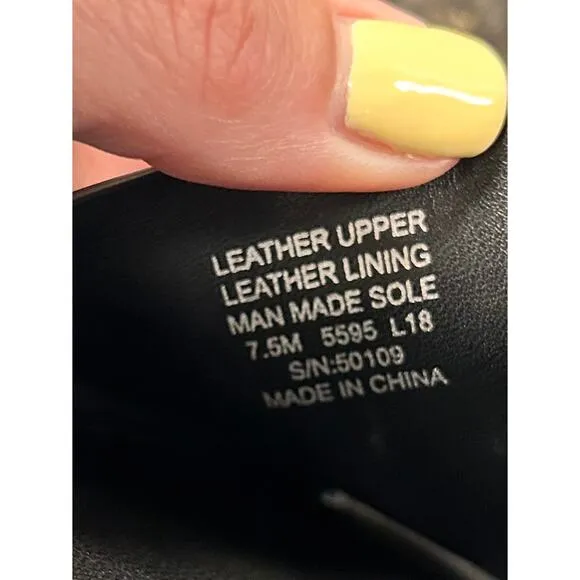 LEATHER UPPER
LEATHER LINING
MAN MADE SOLE
7.5M 5595 L18
S/N:50109
MADE IN CHINA